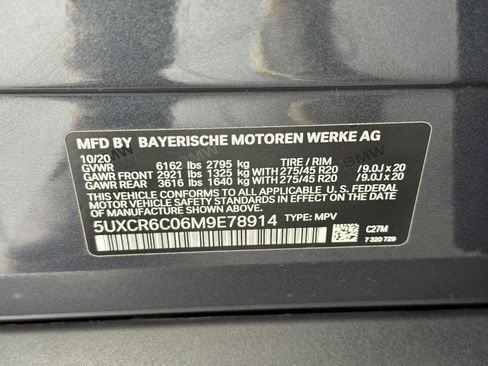 MFD BY BAYERISCHE MOTOREN WERKE AG
10/20 TIRE / RIM
GVWR 6162 lbs 2795 kg
GAWR FRONT 2921 lbs 1325 kg WITH 275/45 R20 /9.0J x 20
GAWR REAR 3616 lbs 1640 kg WITH 275/45 R20 /9.0J x 20
THIS VEHICLE CONFORMS TO ALL APPLICABLE U. S. FEDERAL
MOTOR VEHICLE SAFETY STANDARDS IN EFFECT ON THE DATE
OF MANUFACTURE SHOWN ABOVE.
5UXCR6C06M9E78914 TYPE: MPV
C27M
7 320 720